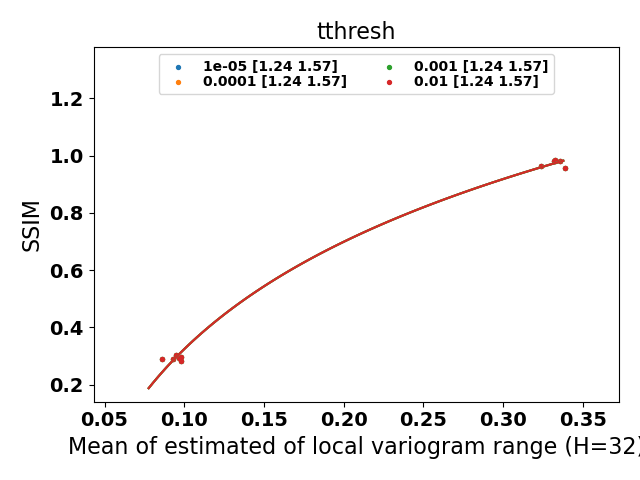 tthresh
1e-05 [1.24 1.57]
0.0001 [1.24 1.57]
0.001 [1.24 1.57]
0.01 [1.24 1.57]
SSIM
1.2
1.0
0.8
0.6
0.4
0.2
0.05 0.10 0.15 0.20 0.25 0.30 0.35
Mean of estimated of local variogram range (H=32)